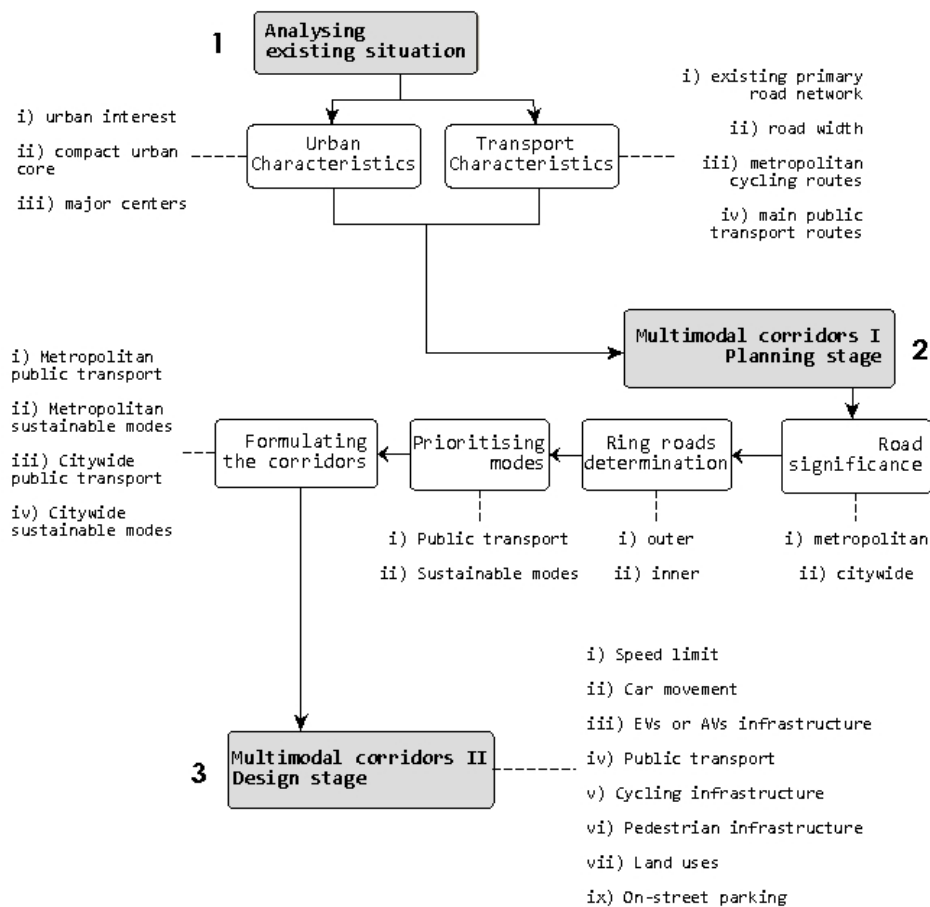 1
Analysing
existing situation
i) urban interest
ii) compact urban
core
iii) major centers
Urban
Characteristics
Transport
Characteristics
i) existing primary
road network
ii) road width
iii) metropolitan
cycling routes
iv) main public
transport routes
Multimodal corridors I
Planning stage
2
i) Metropolitan
public transport
ii) Metropolitan
sustainable modes
iii) Citywide
public transport
iv) Citywide
sustainable modes
Formulating
the corridors
Prioritising
modes
Ring roads
determination
Road
significance
i) Public transport
ii) Sustainable modes
i) outer
ii) inner
i) metropolitan
ii) citywide
3
Multimodal corridors II
Design stage
i) Speed limit
ii) Car movement
iii) EVs or AVs infrastructure
iv) Public transport
v) Cycling infrastructure
vi) Pedestrian infrastructure
vii) Land uses
ix) On-street parking